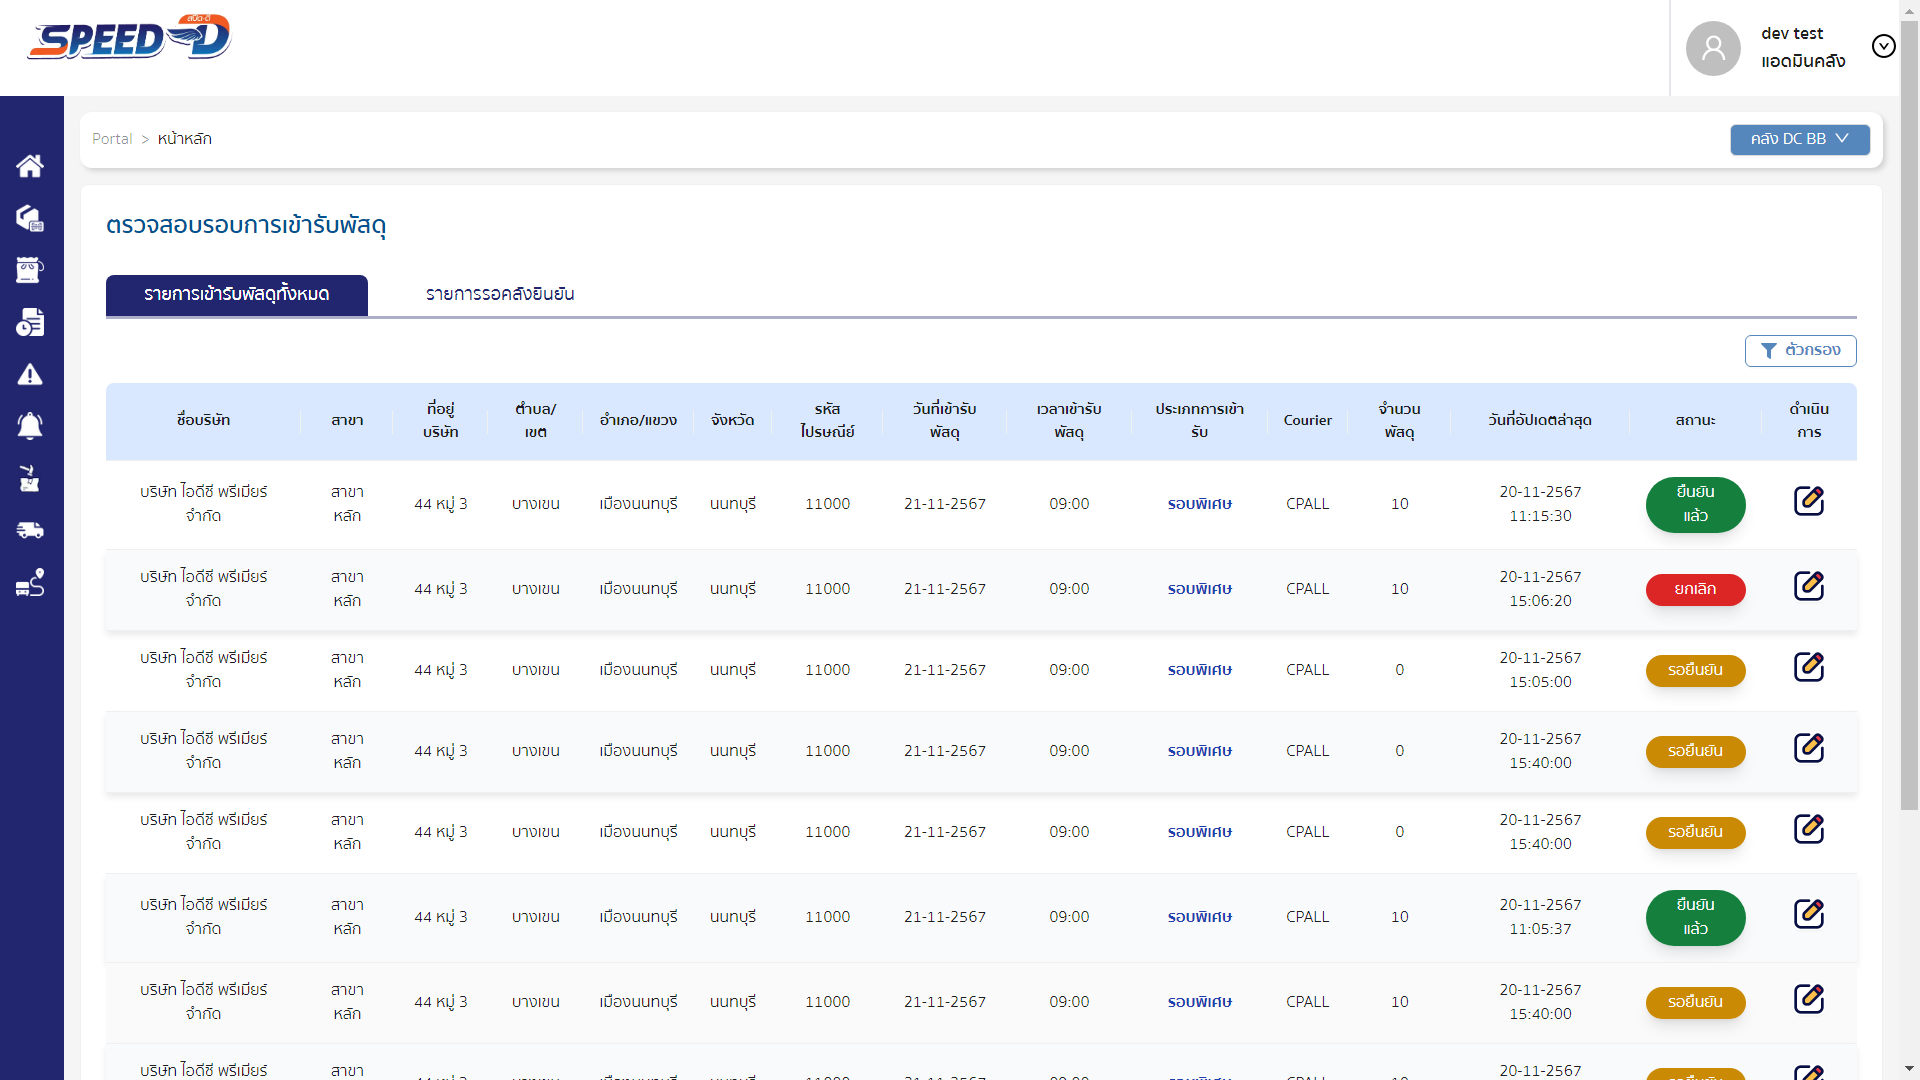 สปีด-ดี
SPEED-D
dev test
แอดมินคลัง
Portal > หน้าหลัก
คลัง DC BB
ตรวจสอบรอบการเข้ารับพัสดุ
รายการเข้ารับพัสดุทั้งหมด
รายการรอคลังยืนยัน
ตัวกรอง
ชื่อบริษัท สาขา ที่อยู่ ตำบล/ อำเภอ/แขวง จังหวัด รหัส วันที่เข้ารับ เวลาเข้ารับ ประเภทการเข้า Courier จำนวน วันที่อัปเดตล่าสุด สถานะ ดำเนิน
บริษัท เขต ไปรษณีย์ พัสดุ พัสดุ รับ พัสดุ การ
บริษัท ไอดีซี พรีเมียร์ สาขา 44 หมู่ 3 บางเขน เมืองนนทบุรี นนทบุรี 11000 21-11-2567 09:00 รอบพิเศษ CPALL 10 20-11-2567 ยืนยัน
จำกัด หลัก 11:15:30 แล้ว
บริษัท ไอดีซี พรีเมียร์ สาขา 44 หมู่ 3 บางเขน เมืองนนทบุรี นนทบุรี 11000 21-11-2567 09:00 รอบพิเศษ CPALL 10 20-11-2567 ยกเลิก
จำกัด หลัก 15:06:20
บริษัท ไอดีซี พรีเมียร์ สาขา 44 หมู่ 3 บางเขน เมืองนนทบุรี นนทบุรี 11000 21-11-2567 09:00 รอบพิเศษ CPALL 0 20-11-2567 รอยืนยัน
จำกัด หลัก 15:05:00
บริษัท ไอดีซี พรีเมียร์ สาขา 44 หมู่ 3 บางเขน เมืองนนทบุรี นนทบุรี 11000 21-11-2567 09:00 รอบพิเศษ CPALL 0 20-11-2567 รอยืนยัน
จำกัด หลัก 15:40:00
บริษัท ไอดีซี พรีเมียร์ สาขา 44 หมู่ 3 บางเขน เมืองนนทบุรี นนทบุรี 11000 21-11-2567 09:00 รอบพิเศษ CPALL 0 20-11-2567 รอยืนยัน
จำกัด หลัก 15:40:00
บริษัท ไอดีซี พรีเมียร์ สาขา 44 หมู่ 3 บางเขน เมืองนนทบุรี นนทบุรี 11000 21-11-2567 09:00 รอบพิเศษ CPALL 10 20-11-2567 ยืนยัน
จำกัด หลัก 11:05:37 แล้ว
บริษัท ไอดีซี พรีเมียร์ สาขา 44 หมู่ 3 บางเขน เมืองนนทบุรี นนทบุรี 11000 21-11-2567 09:00 รอบพิเศษ CPALL 10 20-11-2567 รอยืนยัน
จำกัด หลัก 15:40:00
บริษัท ไอดีซี พรีเมียร์ สาขา 20-11-2567